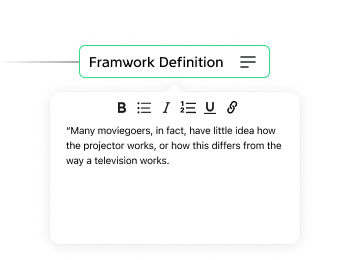 Framwork Definition
B I U
“Many moviegoers, in fact, have little idea how
the projector works, or how this differs from the
way a television works.